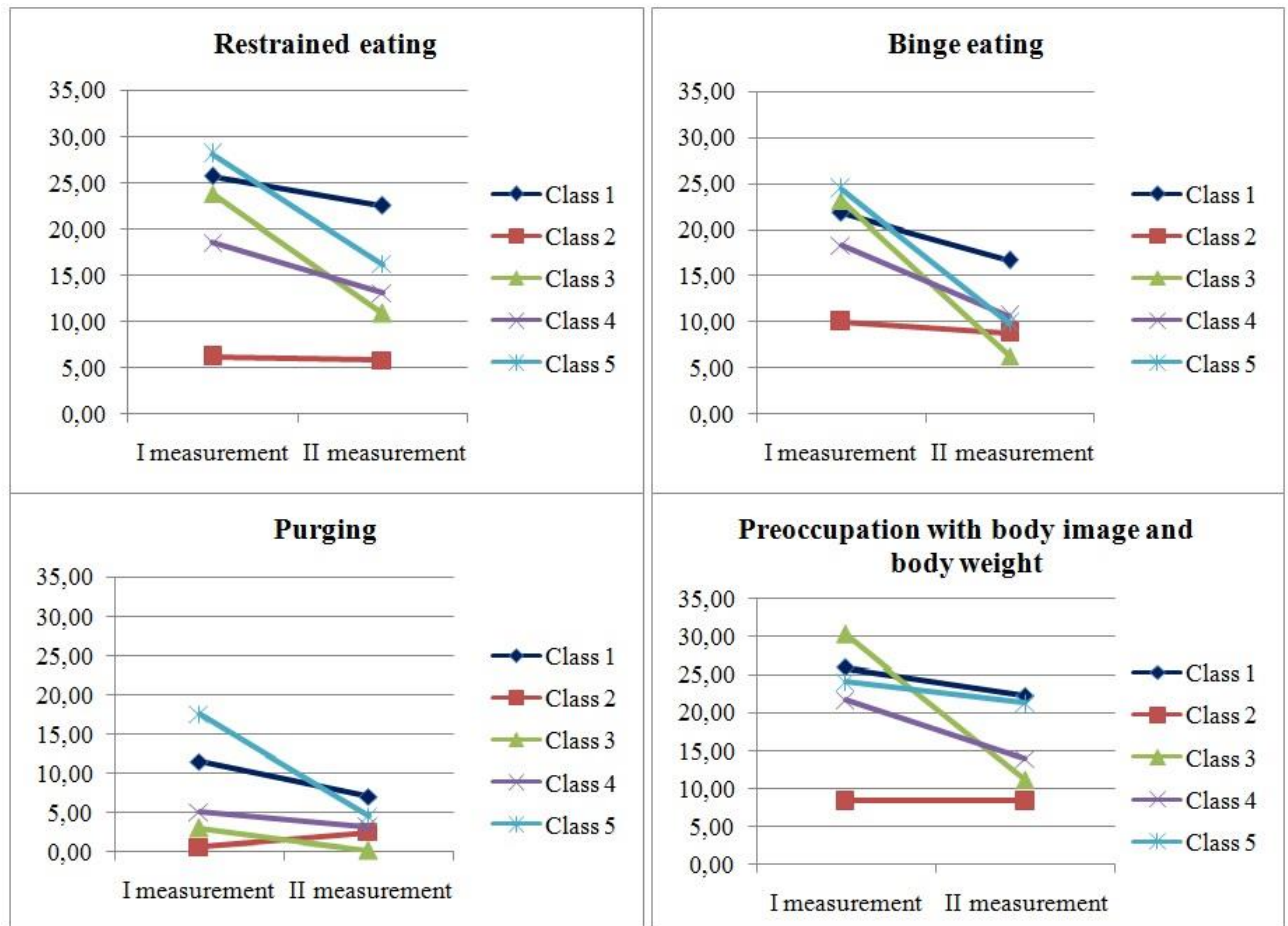 Restrained eating
35,00
30,00
25,00
20,00
15,00
10,00
5,00
0,00
I measurement II measurement
Class 1
Class 2
Class 3
Class 4
Class 5
Binge eating
35,00
30,00
25,00
20,00
15,00
10,00
5,00
0,00
I measurement II measurement
Class 1
Class 2
Class 3
Class 4
Class 5
Purging
35,00
30,00
25,00
20,00
15,00
10,00
5,00
0,00
I measurement II measurement
Class 1
Class 2
Class 3
Class 4
Class 5
Preoccupation with body image and
body weight
35,00
30,00
25,00
20,00
15,00
10,00
5,00
0,00
I measurement II measurement
Class 1
Class 2
Class 3
Class 4
Class 5